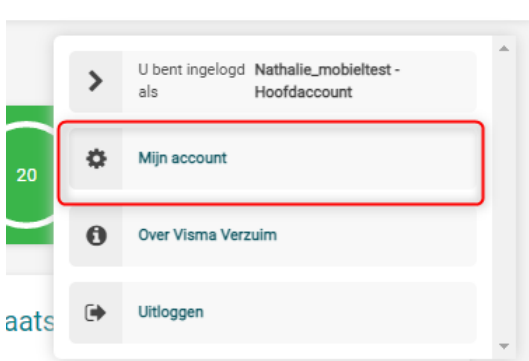 U bent ingelogd als Nathalie_mobieltest - Hoofdaccount
20
Mijn account
Over Visma Verzuim
aats
Uitloggen